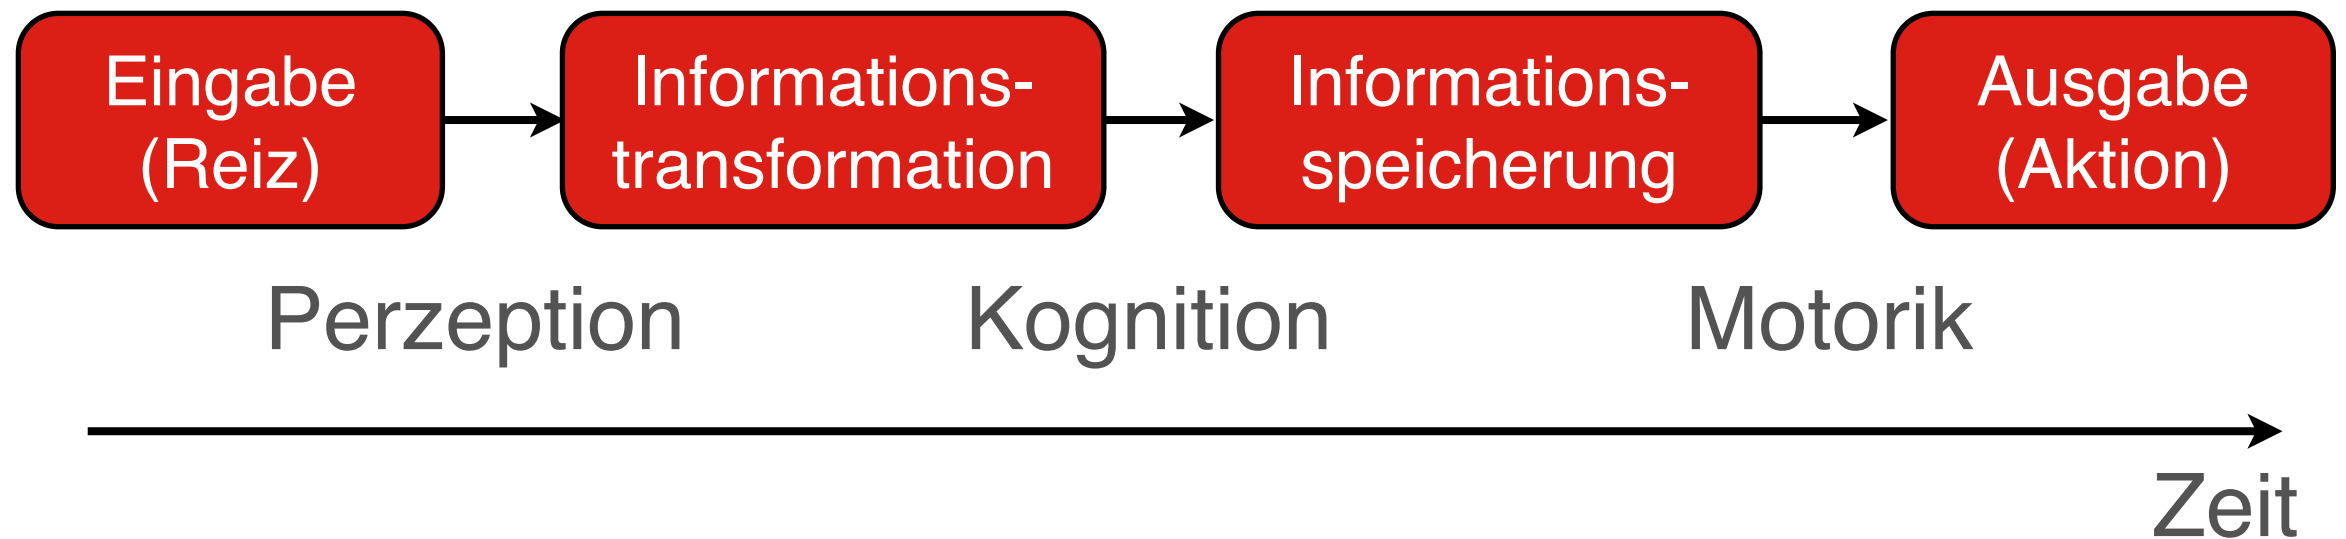 Eingabe
(Reiz)
Informations-
transformation
Informations-
speicherung
Ausgabe
(Aktion)
Perzeption
Kognition
Motorik
Zeit